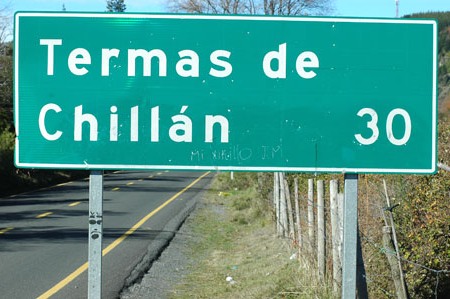 Termas de
Chillán 30